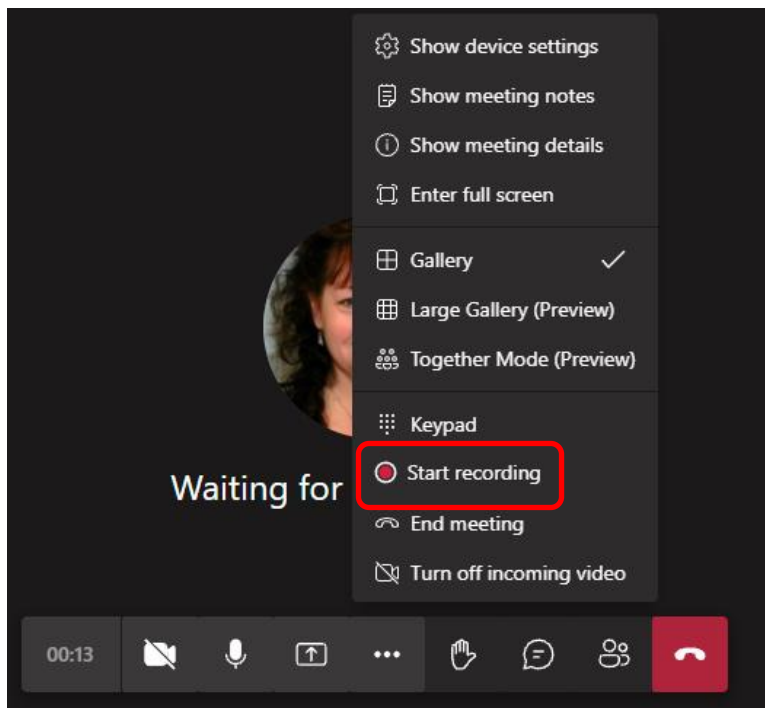 Show device settings
Show meeting notes
Show meeting details
Enter full screen
Gallery
Large Gallery (Preview)
Together Mode (Preview)
Keypad
Start recording
Waiting for
End meeting
Turn off incoming video
00:13